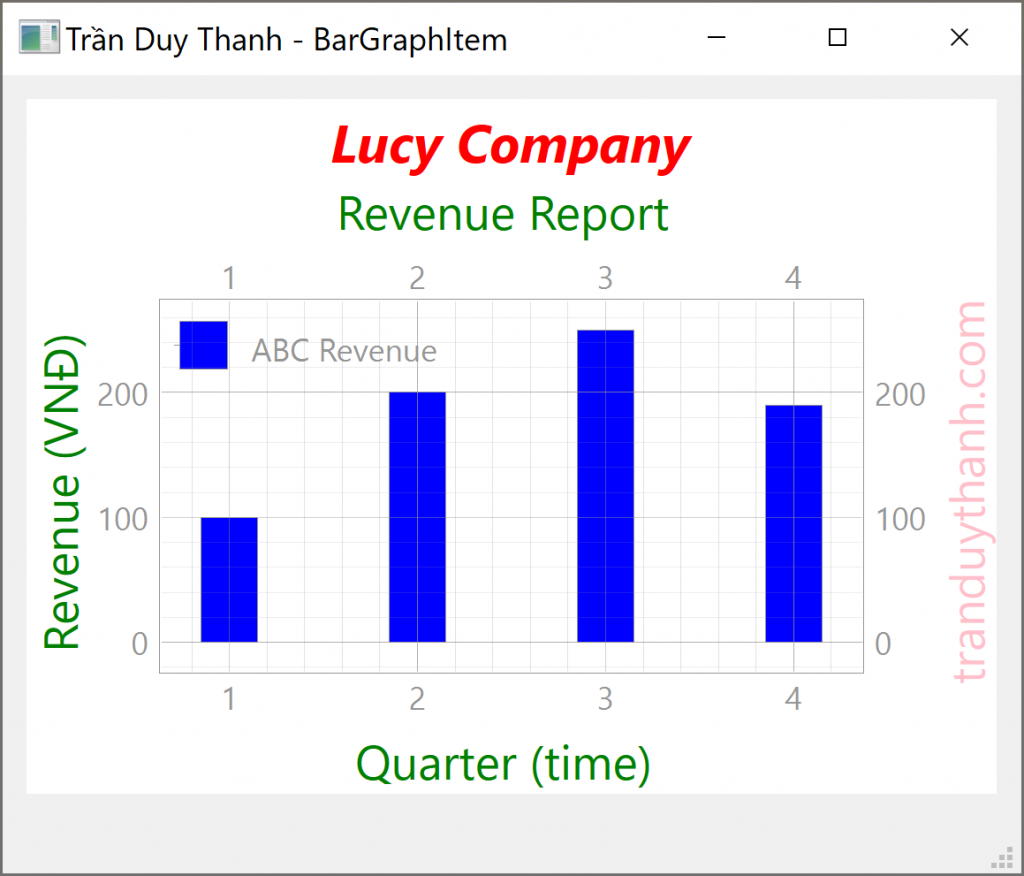 Trần Duy Thanh - BarGraphItem
Lucy Company
Revenue Report
1 2 3 4
ABC Revenue
Revenue (VNĐ)
200 200
100 100
0 0
tranduythanh.com
1 2 3 4
Quarter (time)